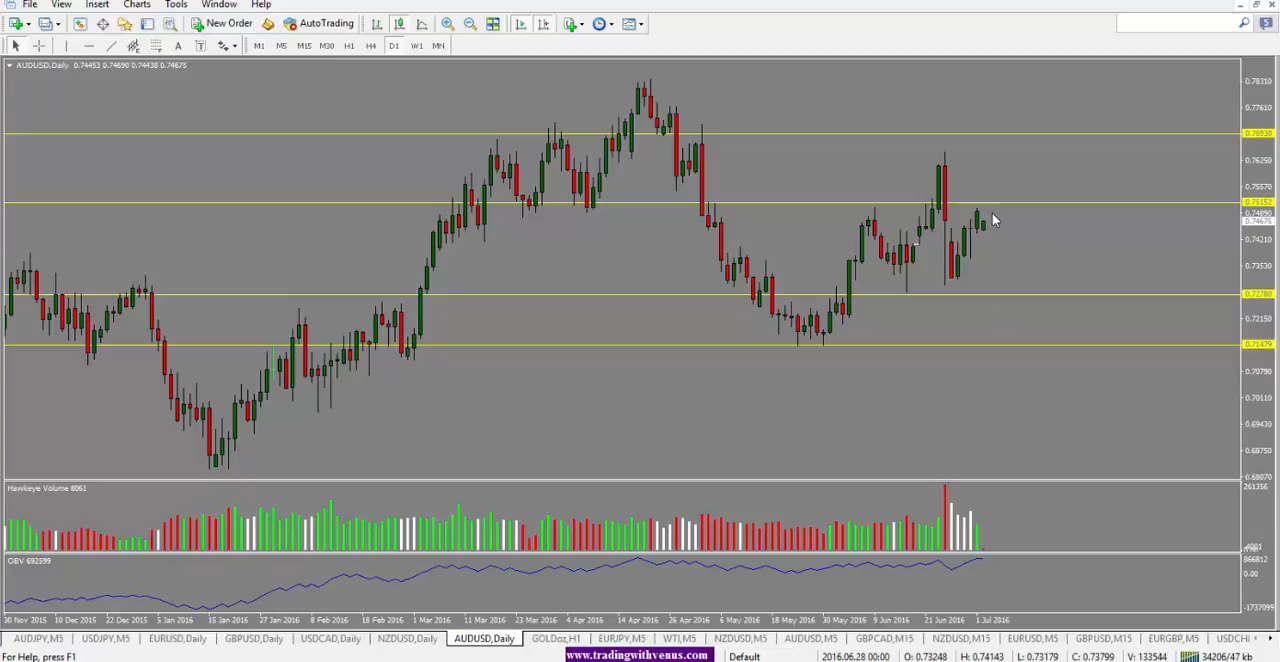 File View Insert Charts Tools Window Help
New Order AutoTrading
5
A T M1 M5 M15 M30 H1 H4 D1 W1 MN
AUDUSD,Daily 0.74453 0.74690 0.74438 0.74675
0.78310
0.77610
0.76930
0.76250
0.75570
0.75152
0.74890
0.74675
0.74210
0.73530
0.72780
0.72150
0.71479
0.70790
0.70110
0.69430
0.68750
0.68070
Hawkeye Volume 8061
261356
OBV 692599
866812
0.00
-1737099
30 Nov 2015 10 Dec 2015 22 Dec 2015 5 Jan 2016 15 Jan 2016 27 Jan 2016 8 Feb 2016 18 Feb 2016 1 Mar 2016 11 Mar 2016 23 Mar 2016 4 Apr 2016 14 Apr 2016 26 Apr 2016 6 May 2016 18 May 2016 30 May 2016 9 Jun 2016 21 Jun 2016 1 Jul 2016
AUDJPY,M5 USDJPY,M5 EURUSD,Daily GBPUSD,Daily USDCAD,Daily NZDUSD,Daily AUDUSD,Daily GOLDoz,H1 EURJPY,M5 WTI,M5 NZDUSD,M5 AUDUSD,M5 GBPCAD,M15 NZDUSD,M15 EURUSD,M5 GBPUSD,M15 EURGBP,M5 USDCHI
For Help, press F1 www.tradingwithvenus.com Default 2016.06.28 00:00 O: 0.73248 H: 0.74143 L: 0.73179 C: 0.73799 V: 133544 34206/47 kb